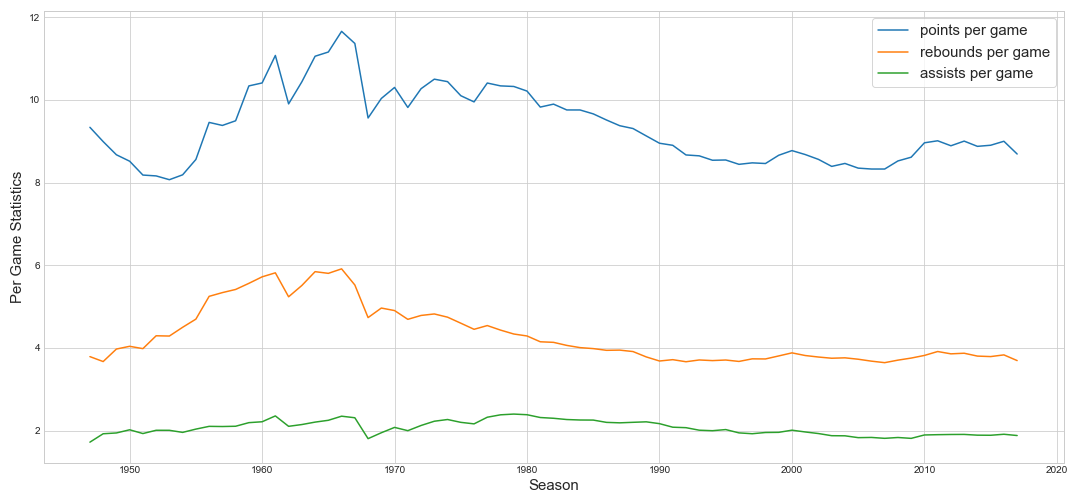 12
10
8
6
4
2
Per Game Statistics
points per game
rebounds per game
assists per game
1950
1960
1970
1980
1990
2000
2010
2020
Season